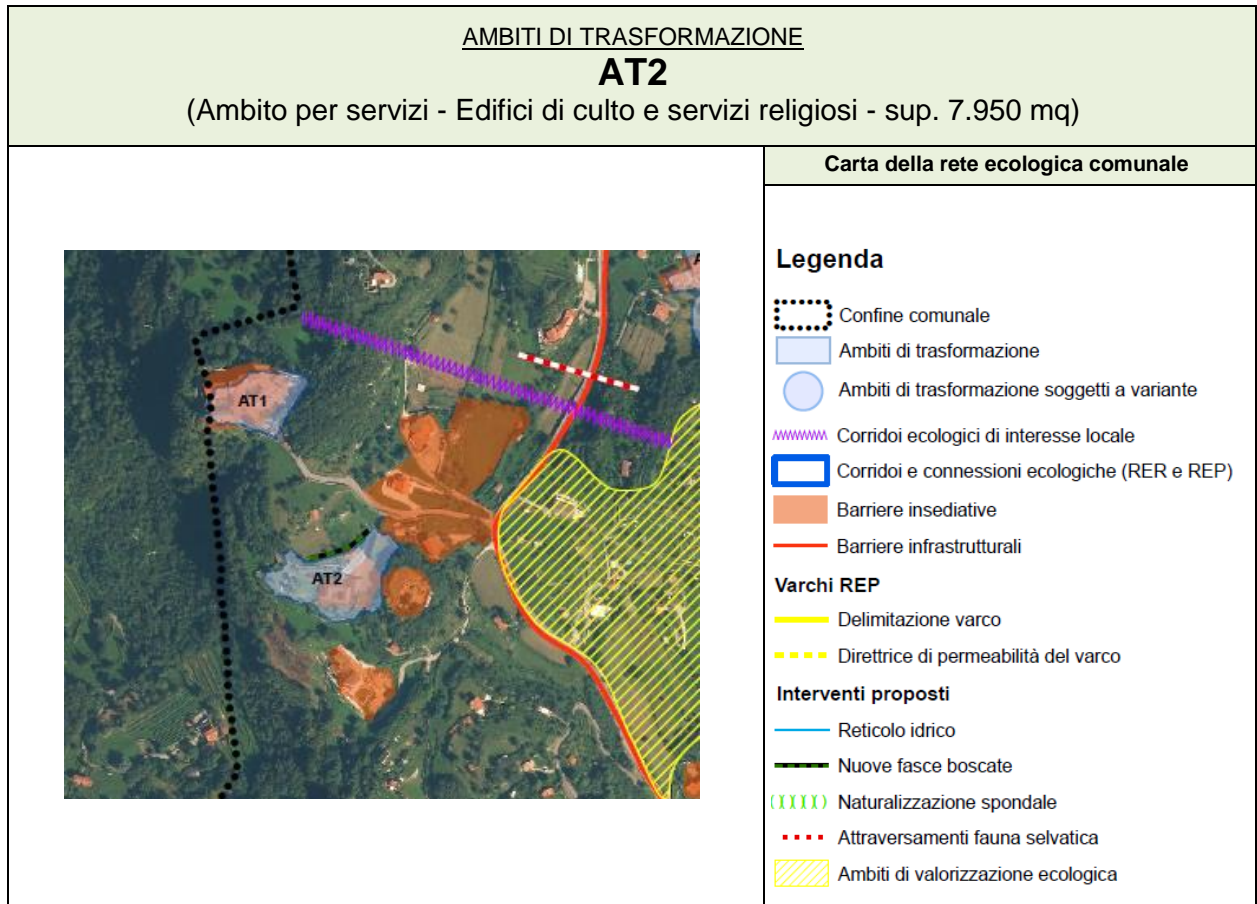 AMBITI DI TRASFORMAZIONE
AT2
(Ambito per servizi - Edifici di culto e servizi religiosi - sup. 7.950 mq)
Carta della rete ecologica comunale
AT1
AT2
Legenda
Confine comunale
Ambiti di trasformazione
Ambiti di trasformazione soggetti a variante
Corridoi ecologici di interesse locale
Corridoi e connessioni ecologiche (RER e REP)
Barriere insediative
Barriere infrastrutturali
Varchi REP
Delimitazione varco
Direttrice di permeabilità del varco
Interventi proposti
Reticolo idrico
Nuove fasce boscate
Naturalizzazione spondale
Attraversamenti fauna selvatica
Ambiti di valorizzazione ecologica